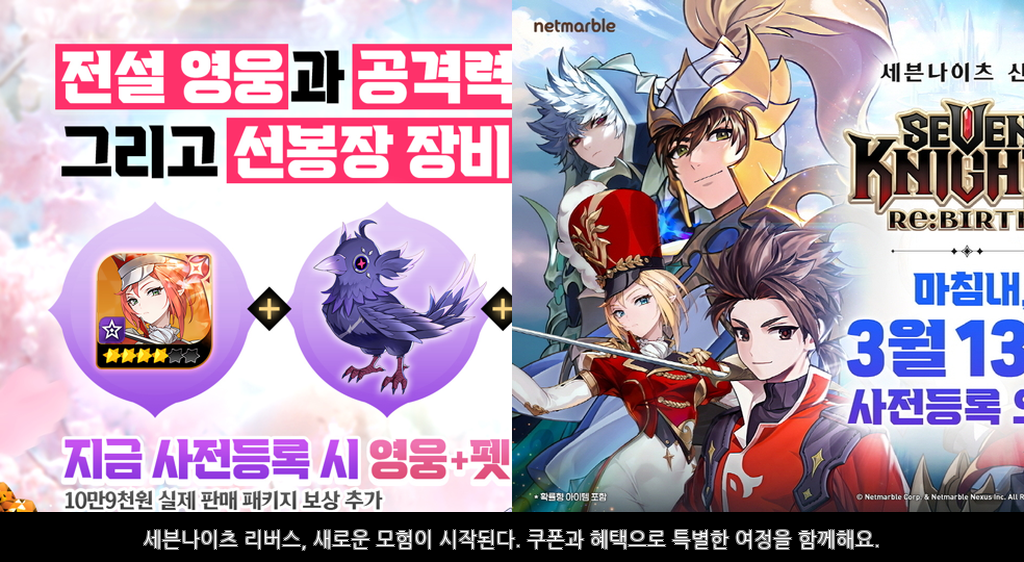 전설 영웅과 공격력
그리고 선봉장 장비
지금 사전등록 시 영웅+펫
10만9천원 실제 판매 패키지 보상 추가
netmarble
세븐나이츠 신
SEVEN
KNIGH
Re:BIRTH
마침내,
3월 13
사전등록 오
* 확률형 아이템 포함
© Netmarble Corp. & Netmarble Nexus Inc. All R
세븐나이츠 리버스, 새로운 모험이 시작된다. 쿠폰과 혜택으로 특별한 여정을 함께해요.